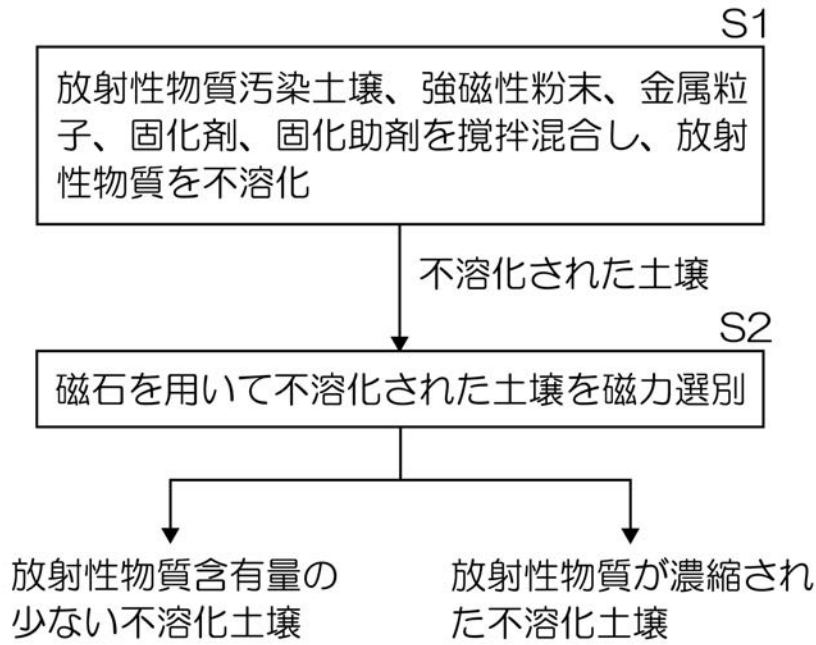 S1
放射性物質汚染土壌、強磁性粉末、金属粒
子、固化剤、固化助剤を撹拌混合し、放射
性物質を不溶化
不溶化された土壌
S2
磁石を用いて不溶化された土壌を磁力選別
放射性物質含有量の
少ない不溶化土壌
放射性物質が濃縮され
た不溶化土壌